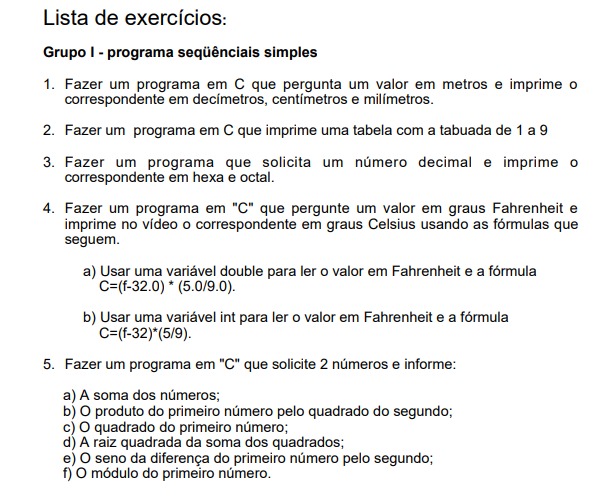 Lista de exercícios:
Grupo I - programa seqüênciais simples
1. Fazer um programa em C que pergunta um valor em metros e imprime o
correspondente em decímetros, centímetros e milímetros.
2. Fazer um programa em C que imprime uma tabela com a tabuada de 1 a 9
3. Fazer um programa que solicita um número decimal e imprime o
correspondente em hexa e octal.
4. Fazer um programa em "C" que pergunte um valor em graus Fahrenheit e
imprime no vídeo o correspondente em graus Celsius usando as fórmulas que
seguem.
a) Usar uma variável double para ler o valor em Fahrenheit e a fórmula
C=(f-32.0) * (5.0/9.0).
b) Usar uma variável int para ler o valor em Fahrenheit e a fórmula
C=(f-32)*(5/9).
5. Fazer um programa em "C" que solicite 2 números e informe:
a) A soma dos números;
b) O produto do primeiro número pelo quadrado do segundo;
c) O quadrado do primeiro número;
d) A raiz quadrada da soma dos quadrados;
e) O seno da diferença do primeiro número pelo segundo;
f) O módulo do primeiro número.